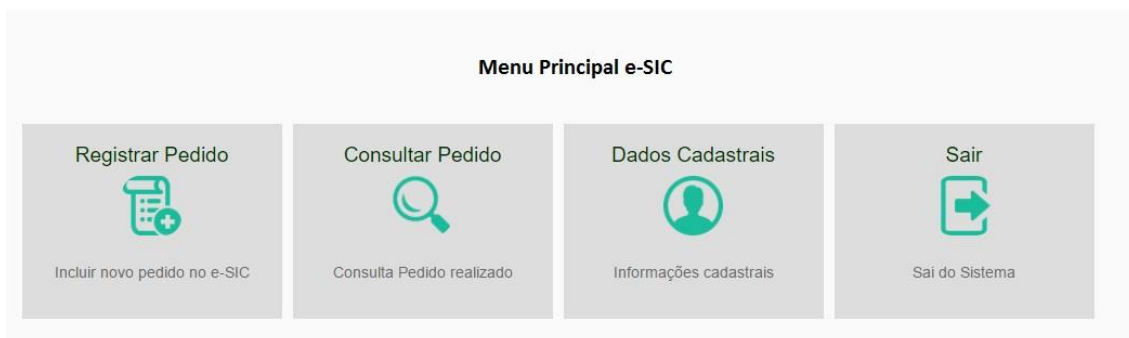 Menu Principal e-SIC
Registrar Pedido
Consultar Pedido
Dados Cadastrais
Sair
Incluir novo pedido no e-SIC
Consulta Pedido realizado
Informações cadastrais
Sai do Sistema